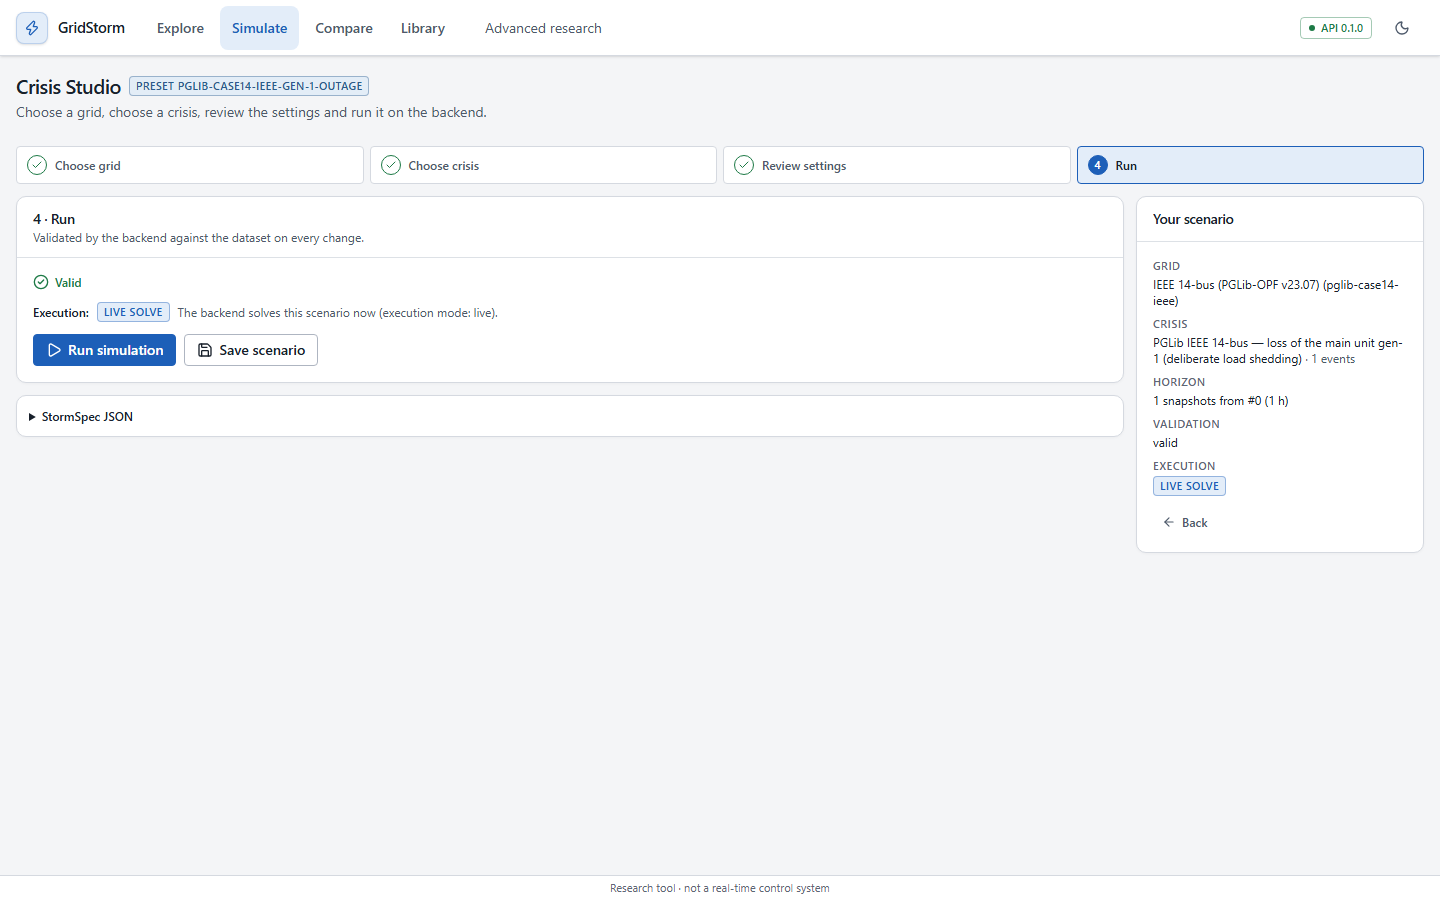 GridStorm
Explore
Simulate
Compare
Library
Advanced research
API 0.1.0
Crisis Studio
PRESET PGLIB-CASE14-IEEE-GEN-1-OUTAGE
Choose a grid, choose a crisis, review the settings and run it on the backend.
Choose grid
Choose crisis
Review settings
4 Run
4 · Run
Validated by the backend against the dataset on every change.
Valid
Execution: LIVE SOLVE The backend solves this scenario now (execution mode: live).
Run simulation
Save scenario
StormSpec JSON
Your scenario
GRID
IEEE 14-bus (PGLib-OPF v23.07) (pglib-case14-
ieee)
CRISIS
PGLib IEEE 14-bus — loss of the main unit gen-
1 (deliberate load shedding) · 1 events
HORIZON
1 snapshots from #0 (1 h)
VALIDATION
valid
EXECUTION
LIVE SOLVE
Back
Research tool · not a real-time control system